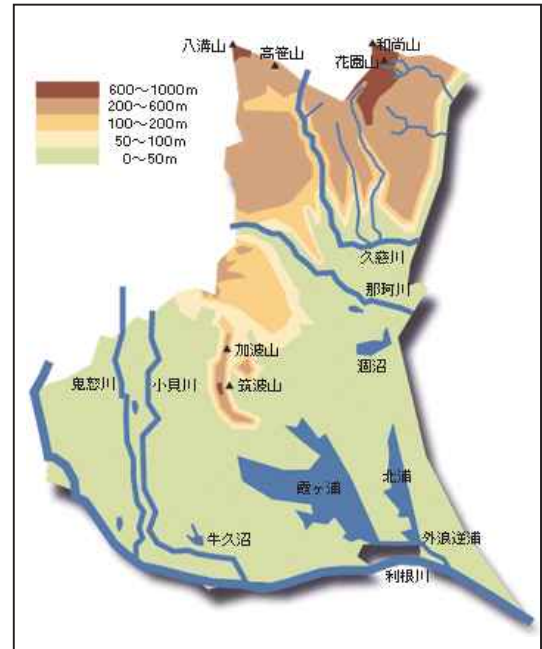 八溝山
高笹山
和尚山
花園山
600～1000m
200～600m
100～200m
50～100m
0～50m
久慈川
那珂川
加波山
筑波山
涸沼
鬼怒川
小貝川
霞ヶ浦
北浦
牛久沼
外浪逆浦
利根川